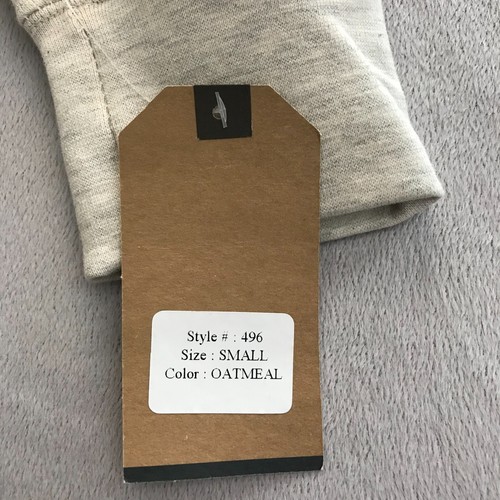 Style # : 496
Size : SMALL
Color : OATMEAL